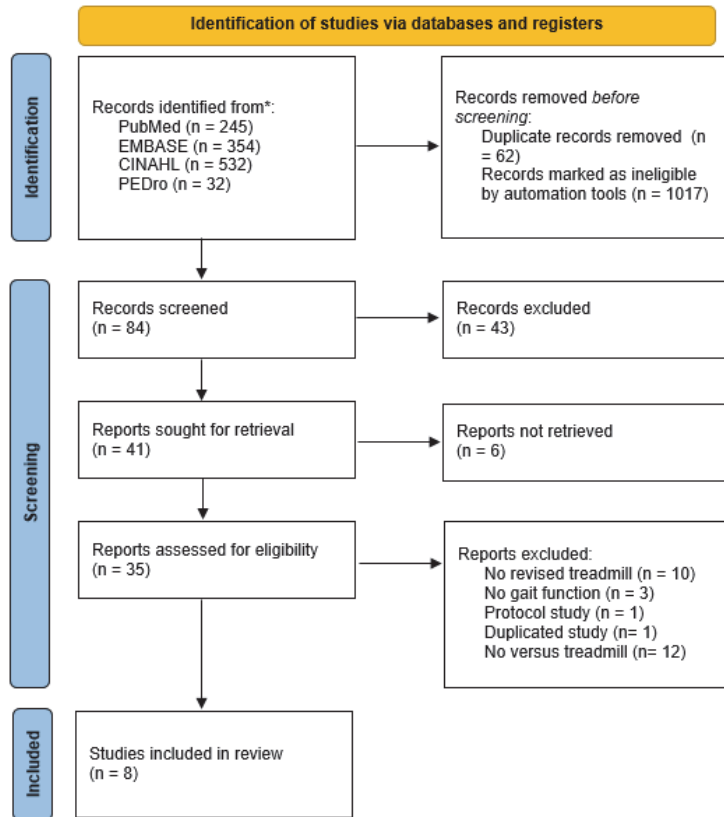 Identification of studies via databases and registers
Identification
Records identified from*:
PubMed (n = 245)
EMBASE (n = 354)
CINAHL (n = 532)
PEDro (n = 32)
Records removed before
screening:
Duplicate records removed (n
= 62)
Records marked as ineligible
by automation tools (n = 1017)
Screening
Records screened
(n = 84)
Records excluded
(n = 43)
Reports sought for retrieval
(n = 41)
Reports not retrieved
(n = 6)
Reports assessed for eligibility
(n = 35)
Reports excluded:
No revised treadmill (n = 10)
No gait function (n = 3)
Protocol study (n = 1)
Duplicated study (n= 1)
No versus treadmill (n= 12)
Included
Studies included in review
(n = 8)